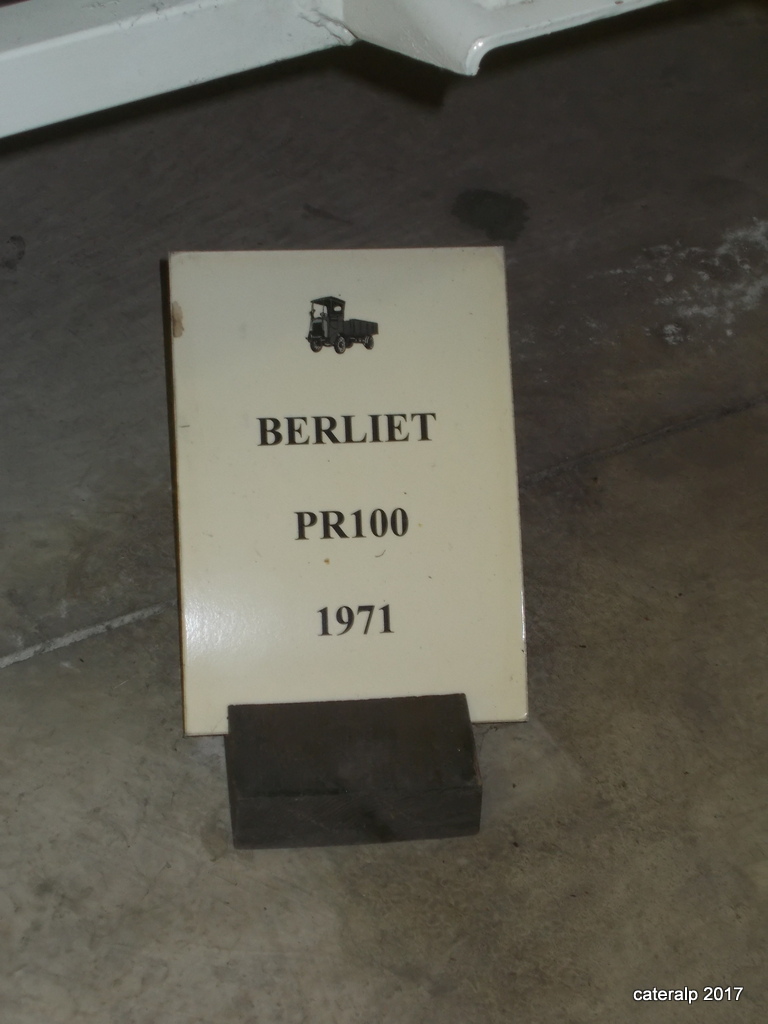 BERLIET
PR100
1971
cateralp 2017